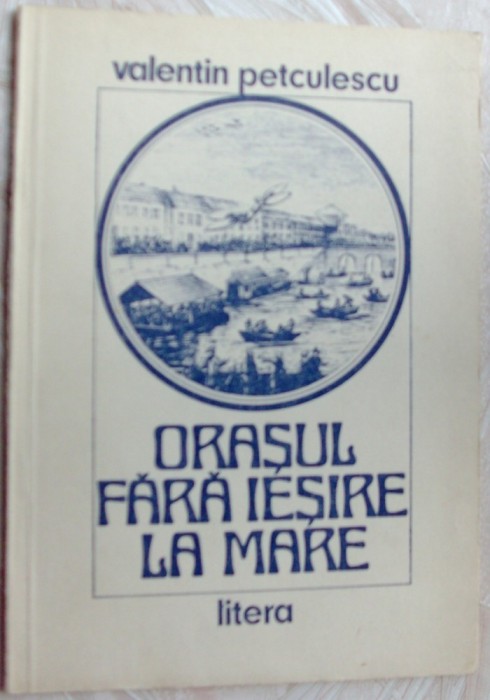 valentin petculescu
ORAȘUL
FĂRĂ IEȘIRE
LA MARE
litera